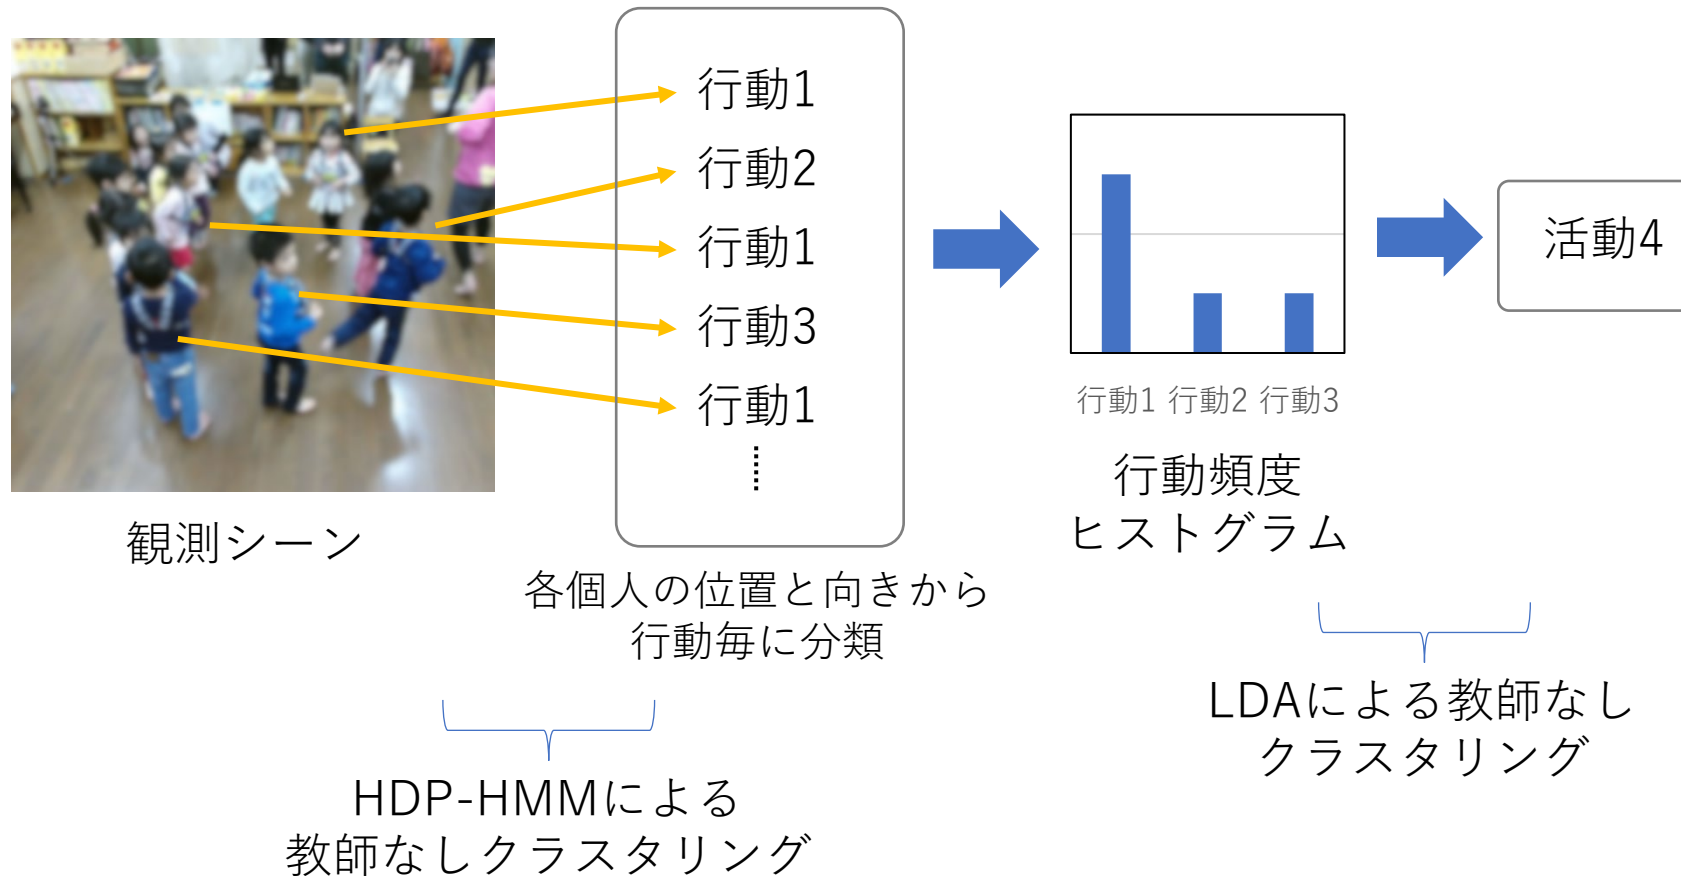 行動1
行動2
行動1
行動3
行動1
観測シーン
各個人の位置と向きから
行動毎に分類
HDP-HMMによる
教師なしクラスタリング
行動1 行動2 行動3
行動頻度
ヒストグラム
LDAによる教師なし
クラスタリング
活動4